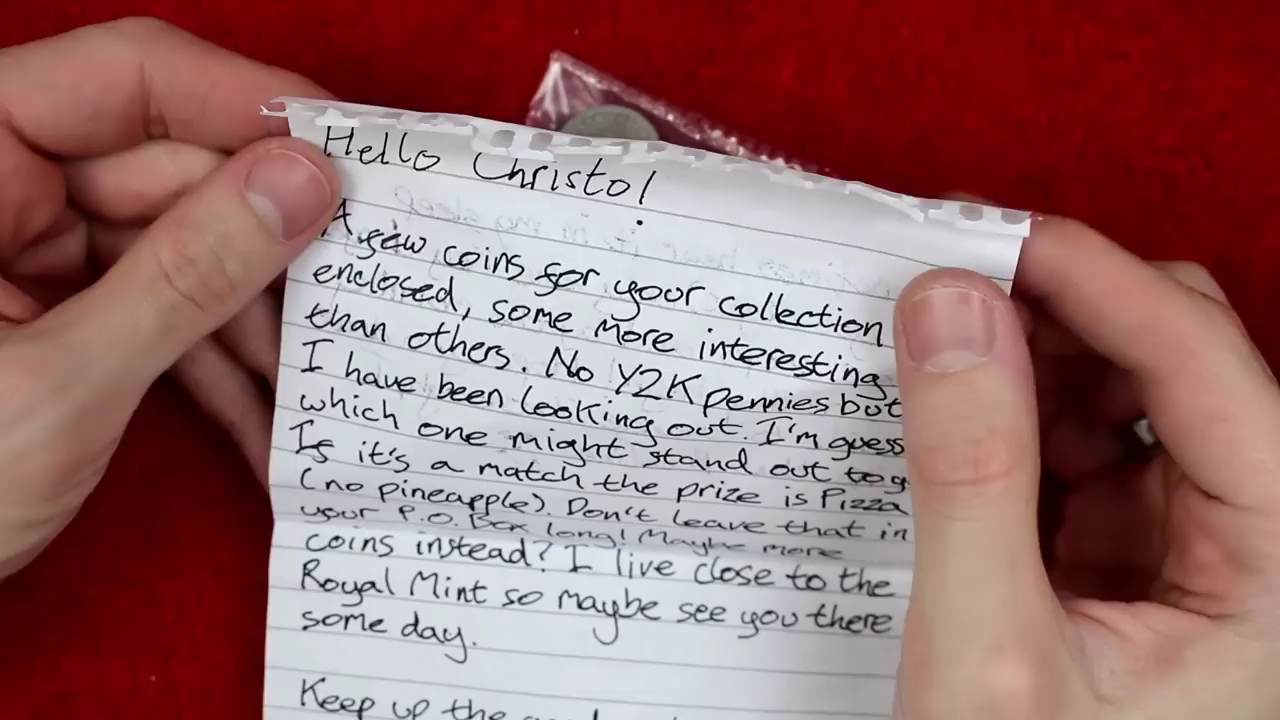 Hello Christo!
A few coins for your collection
enclosed, some more interesting
than others. No Y2K pennies but
I have been looking out. I'm guess
which one might stand out to
If it's a match the prize is Pizza
(no pineapple). Don't leave that in
your P.O. Box long! Maybe more
coins instead? I live close to the
Royal Mint so maybe see you there
some day.
Keep up the